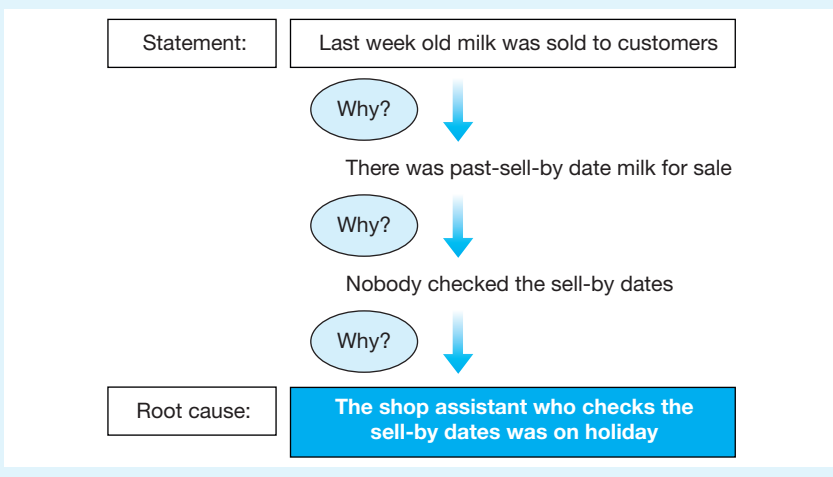 Statement:
Last week old milk was sold to customers
Why?
There was past-sell-by date milk for sale
Why?
Nobody checked the sell-by dates
Why?
Root cause:
The shop assistant who checks the
sell-by dates was on holiday